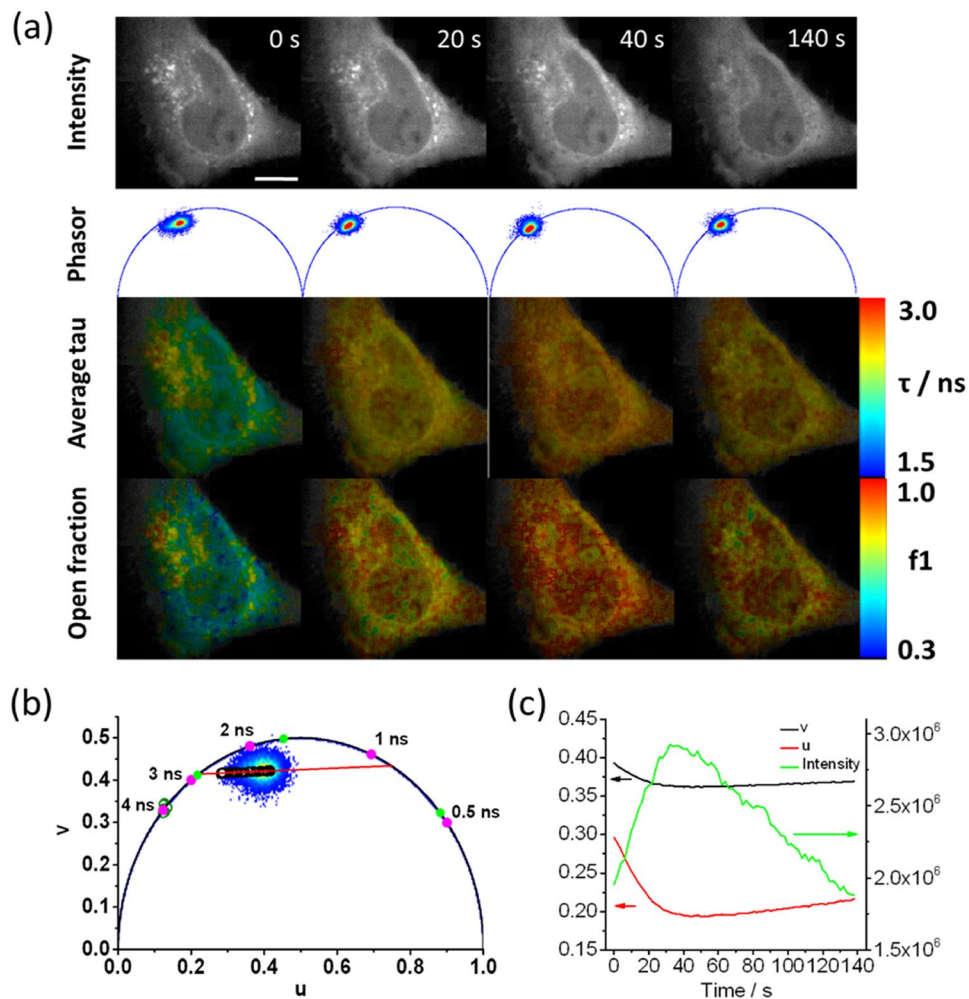 (a)
Intensity
0 s
20 s
40 s
140 s
Phasor
Average tau
3.0
τ / ns
1.5
Open fraction
1.0
f1
0.3
(b)
v
0.5
0.4
0.3
0.2
0.1
0.0
0.0 0.2 0.4 0.6 0.8 1.0
u
4 ns
3 ns
2 ns
1 ns
0.5 ns
(c)
0.45
0.40
0.35
0.30
0.25
0.20
0.15
v
u
Intensity
3.0x10⁶
2.5x10⁶
2.0x10⁶
1.5x10⁶
0 20 40 60 80 100 120 140
Time / s